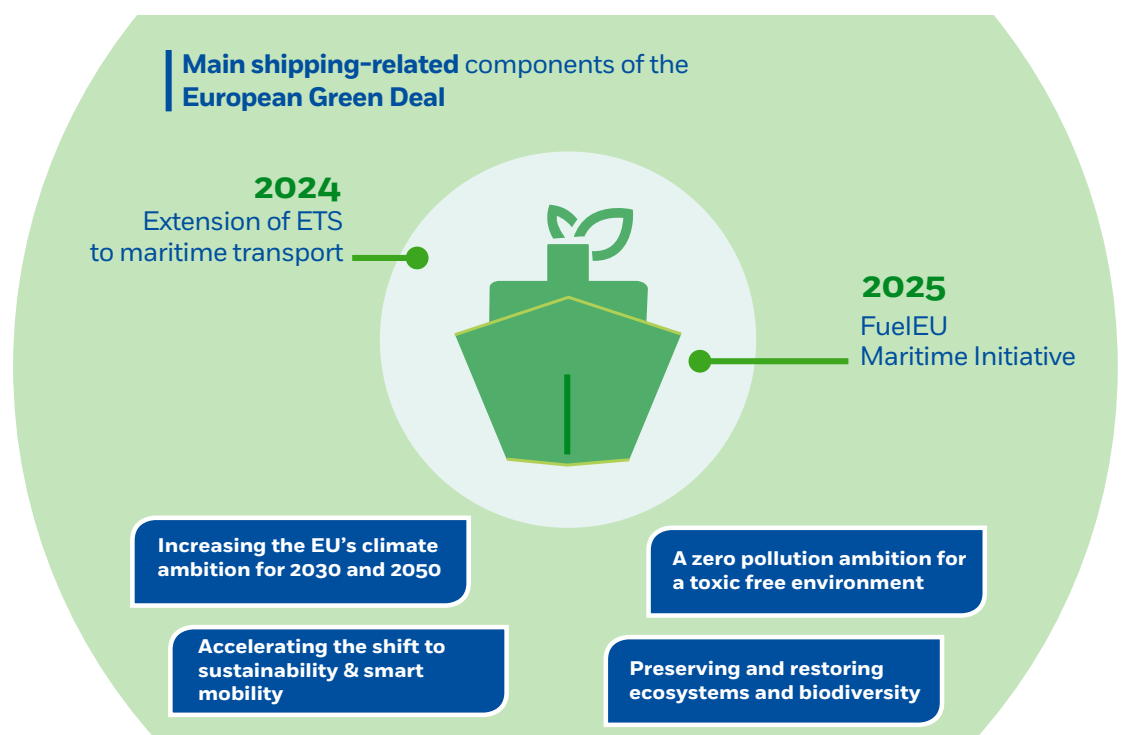 Main shipping-related components of the
European Green Deal
2024
Extension of ETS
to maritime transport
2025
FuelEU
Maritime Initiative
Increasing the EU’s climate
ambition for 2030 and 2050
A zero pollution ambition for
a toxic free environment
Accelerating the shift to
sustainability & smart
mobility
Preserving and restoring
ecosystems and biodiversity